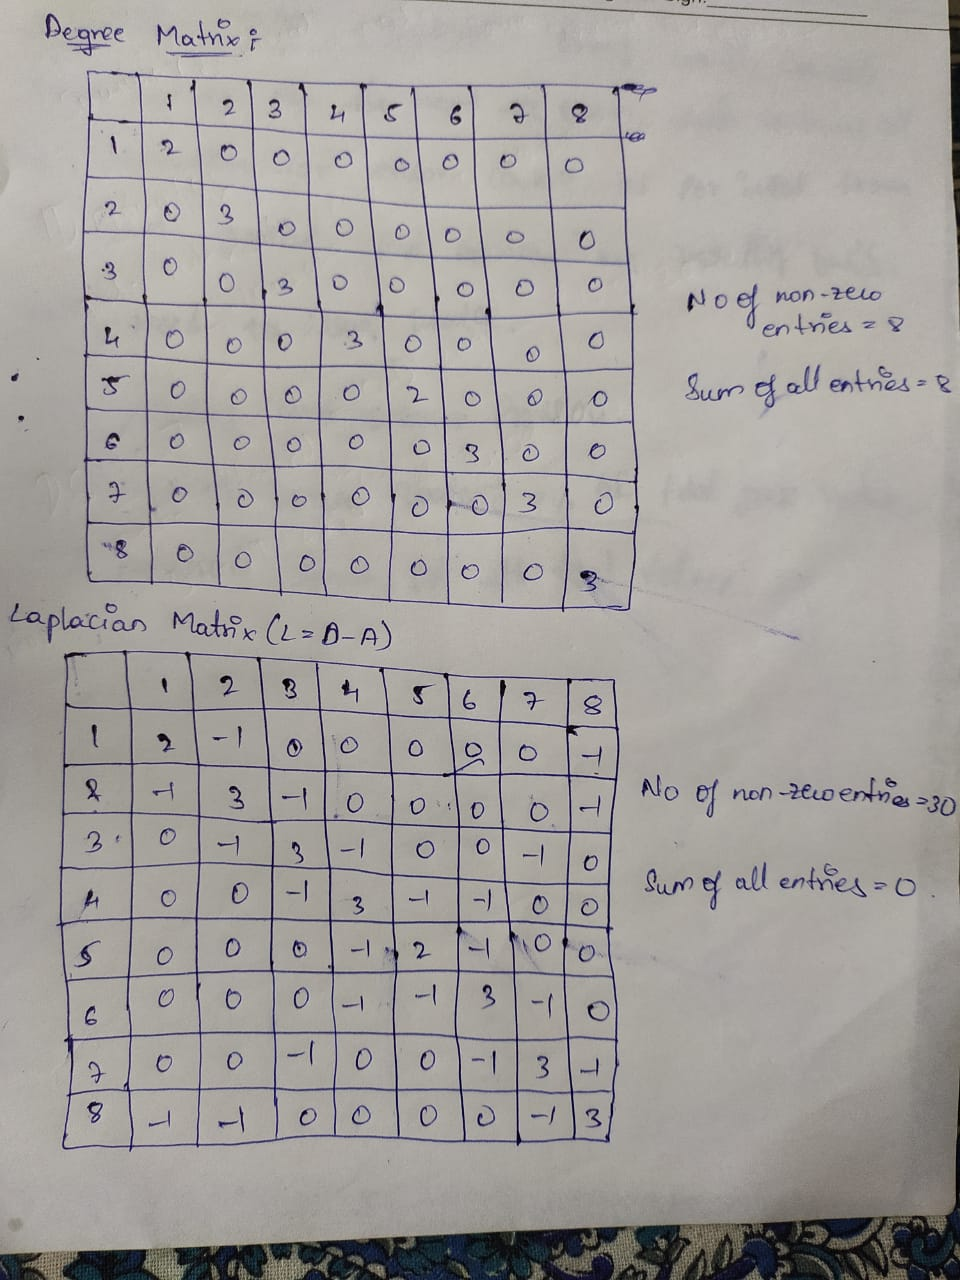 Degree Matrix :
1 2 3 4 5 6 7 8
1 2 0 0 0 0 0 0 0
2 0 3 0 0 0 0 0 0
3 0 0 3 0 0 0 0 0
4 0 0 0 3 0 0 0 0
5 0 0 0 0 2 0 0 0
6 0 0 0 0 0 3 0 0
7 0 0 0 0 0 0 3 0
8 0 0 0 0 0 0 0 3
No of non-zero
entries = 8
Sum of all entries = 8
Laplacian Matrix (L = D-A)
1 2 3 4 5 6 7 8
1 2 -1 0 0 0 0 0 -1
2 -1 3 -1 0 0 0 0 -1
3 0 -1 3 -1 0 0 -1 0
4 0 0 -1 3 -1 -1 0 0
5 0 0 0 -1 2 -1 0 0
6 0 0 0 -1 -1 3 -1 0
7 0 0 -1 0 0 -1 3 -1
8 -1 -1 0 0 0 0 -1 3
No of non-zero entries = 30
Sum of all entries = 0.